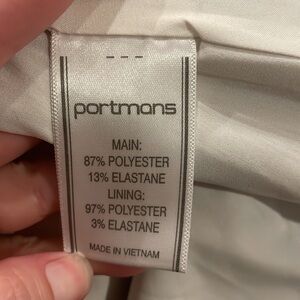 portmans
MAIN:
87% POLYESTER
13% ELASTANE
LINING:
97% POLYESTER
3% ELASTANE
MADE IN VIETNAM